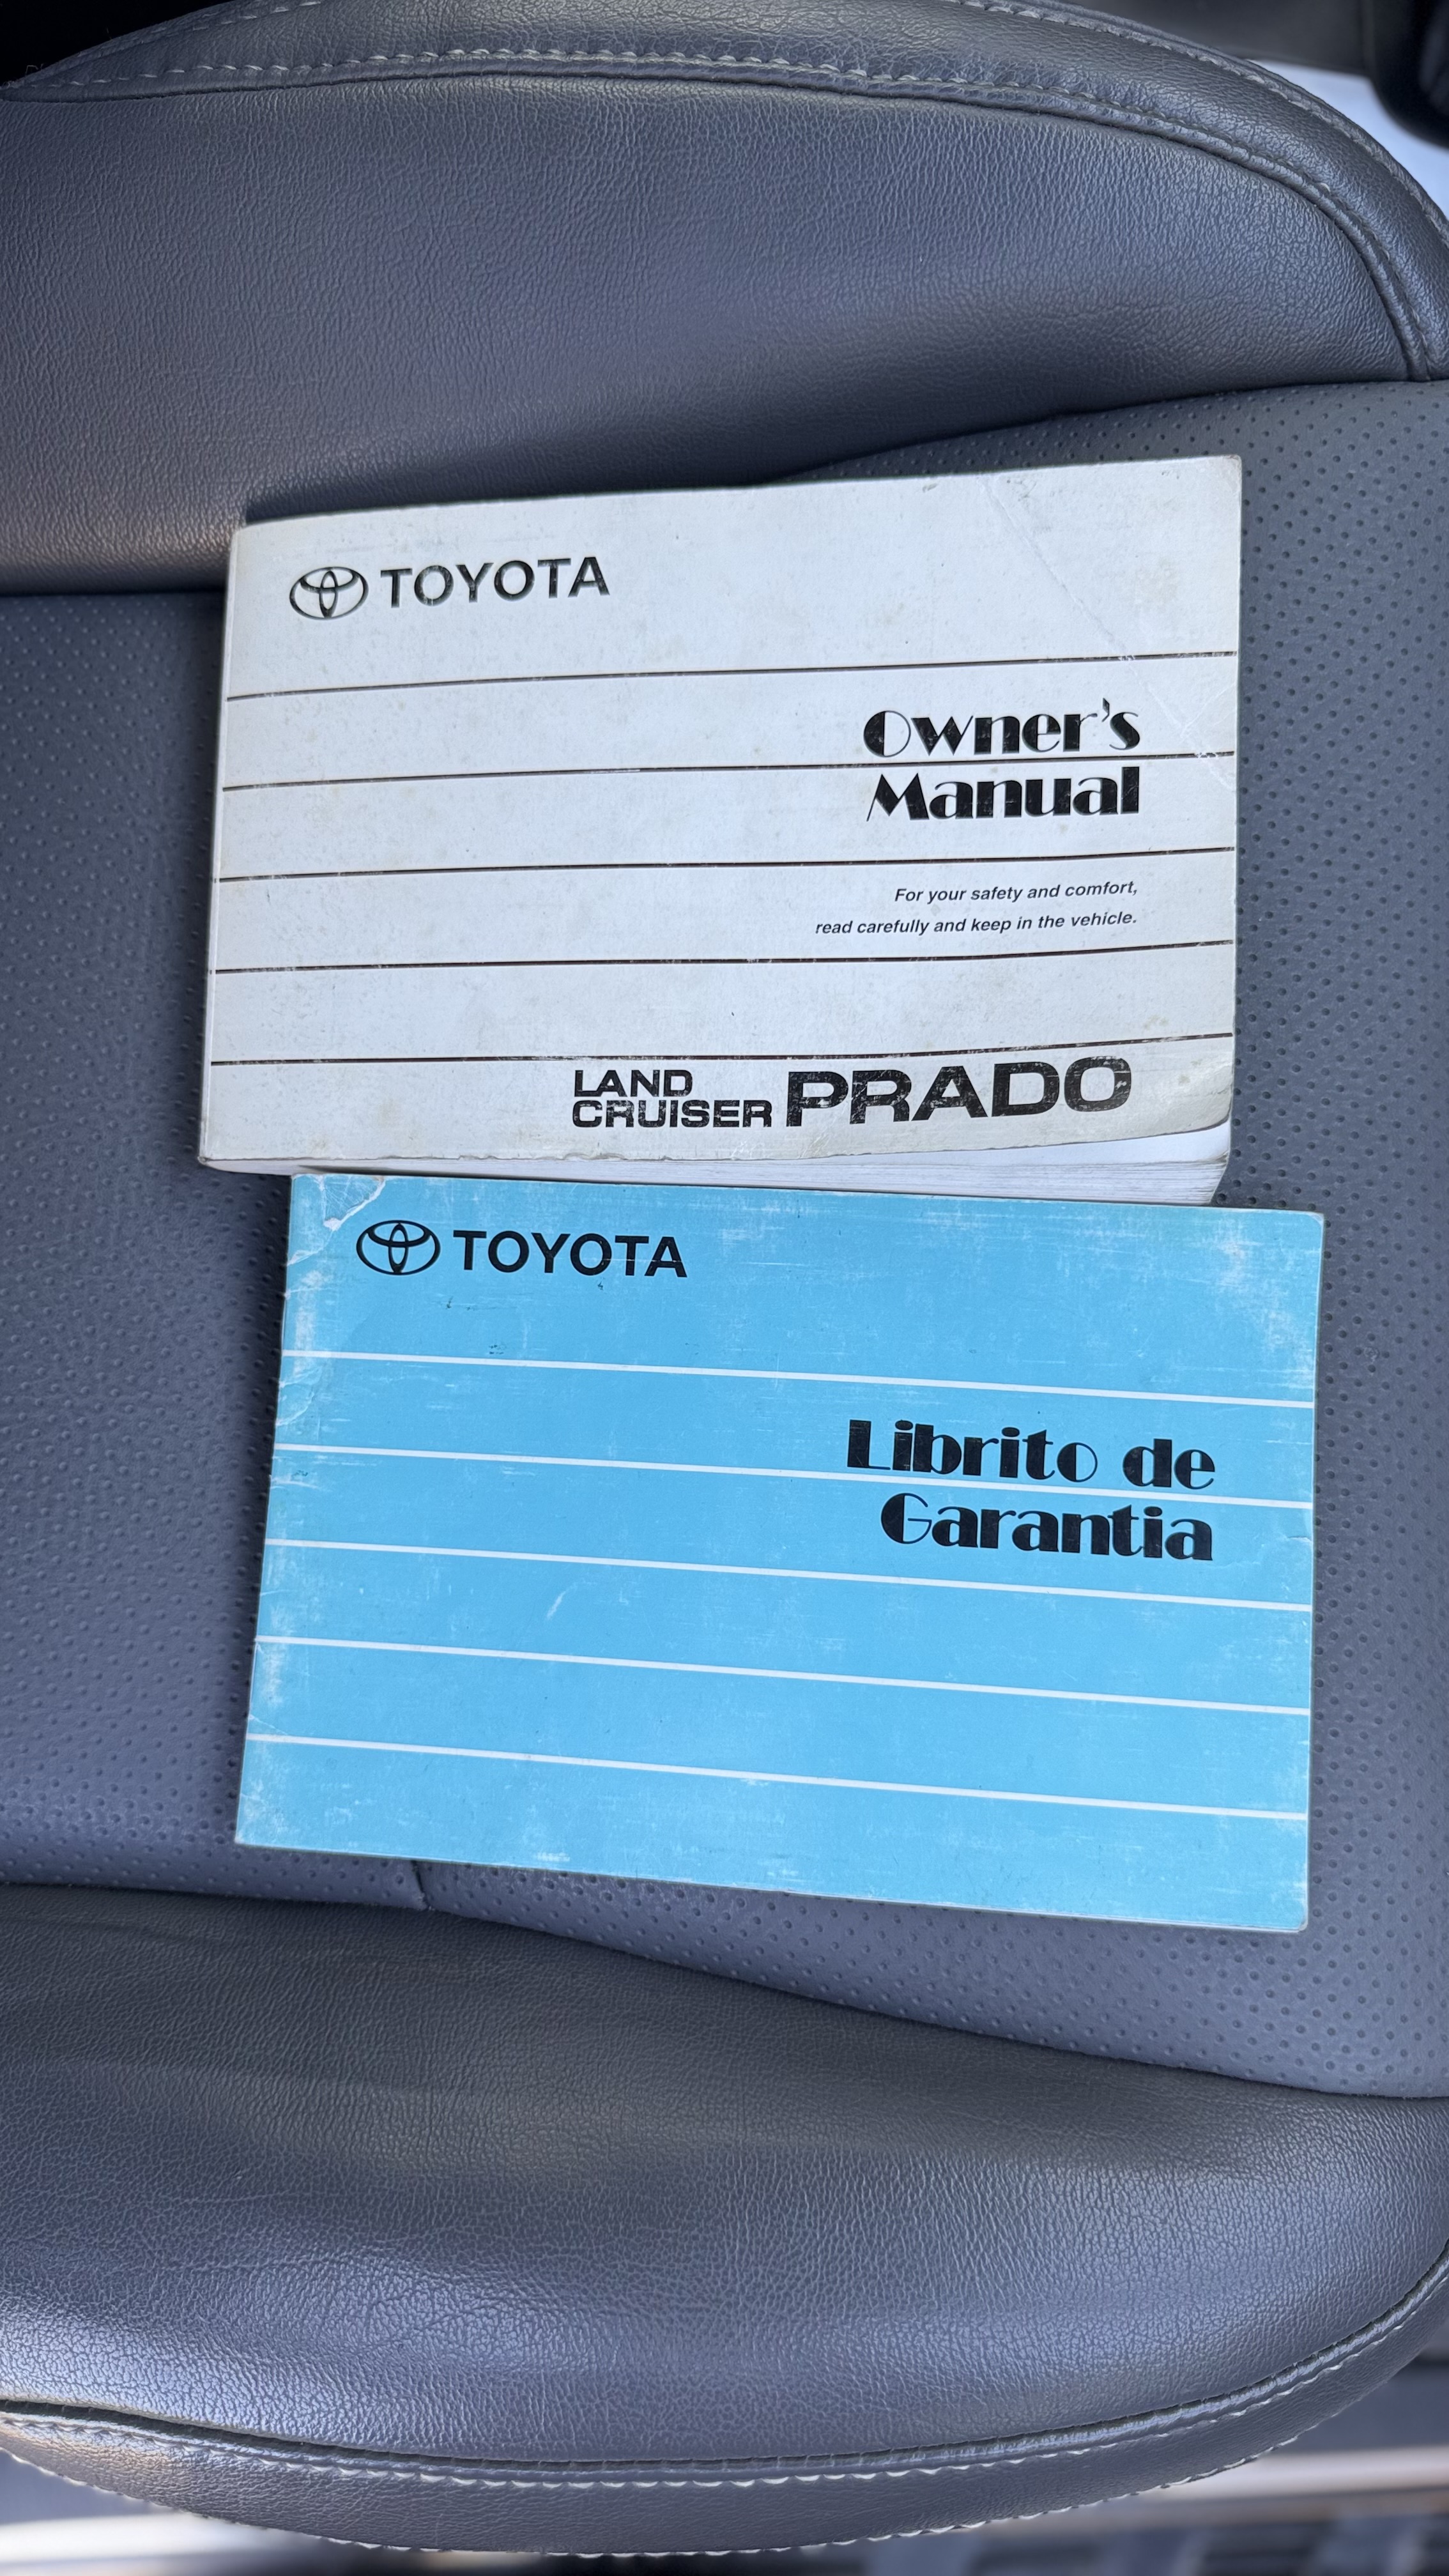 TOYOTA
Owner's
Manual
For your safety and comfort,
read carefully and keep in the vehicle.
LAND
CRUISER PRADO
TOYOTA
Librito de
Garantia